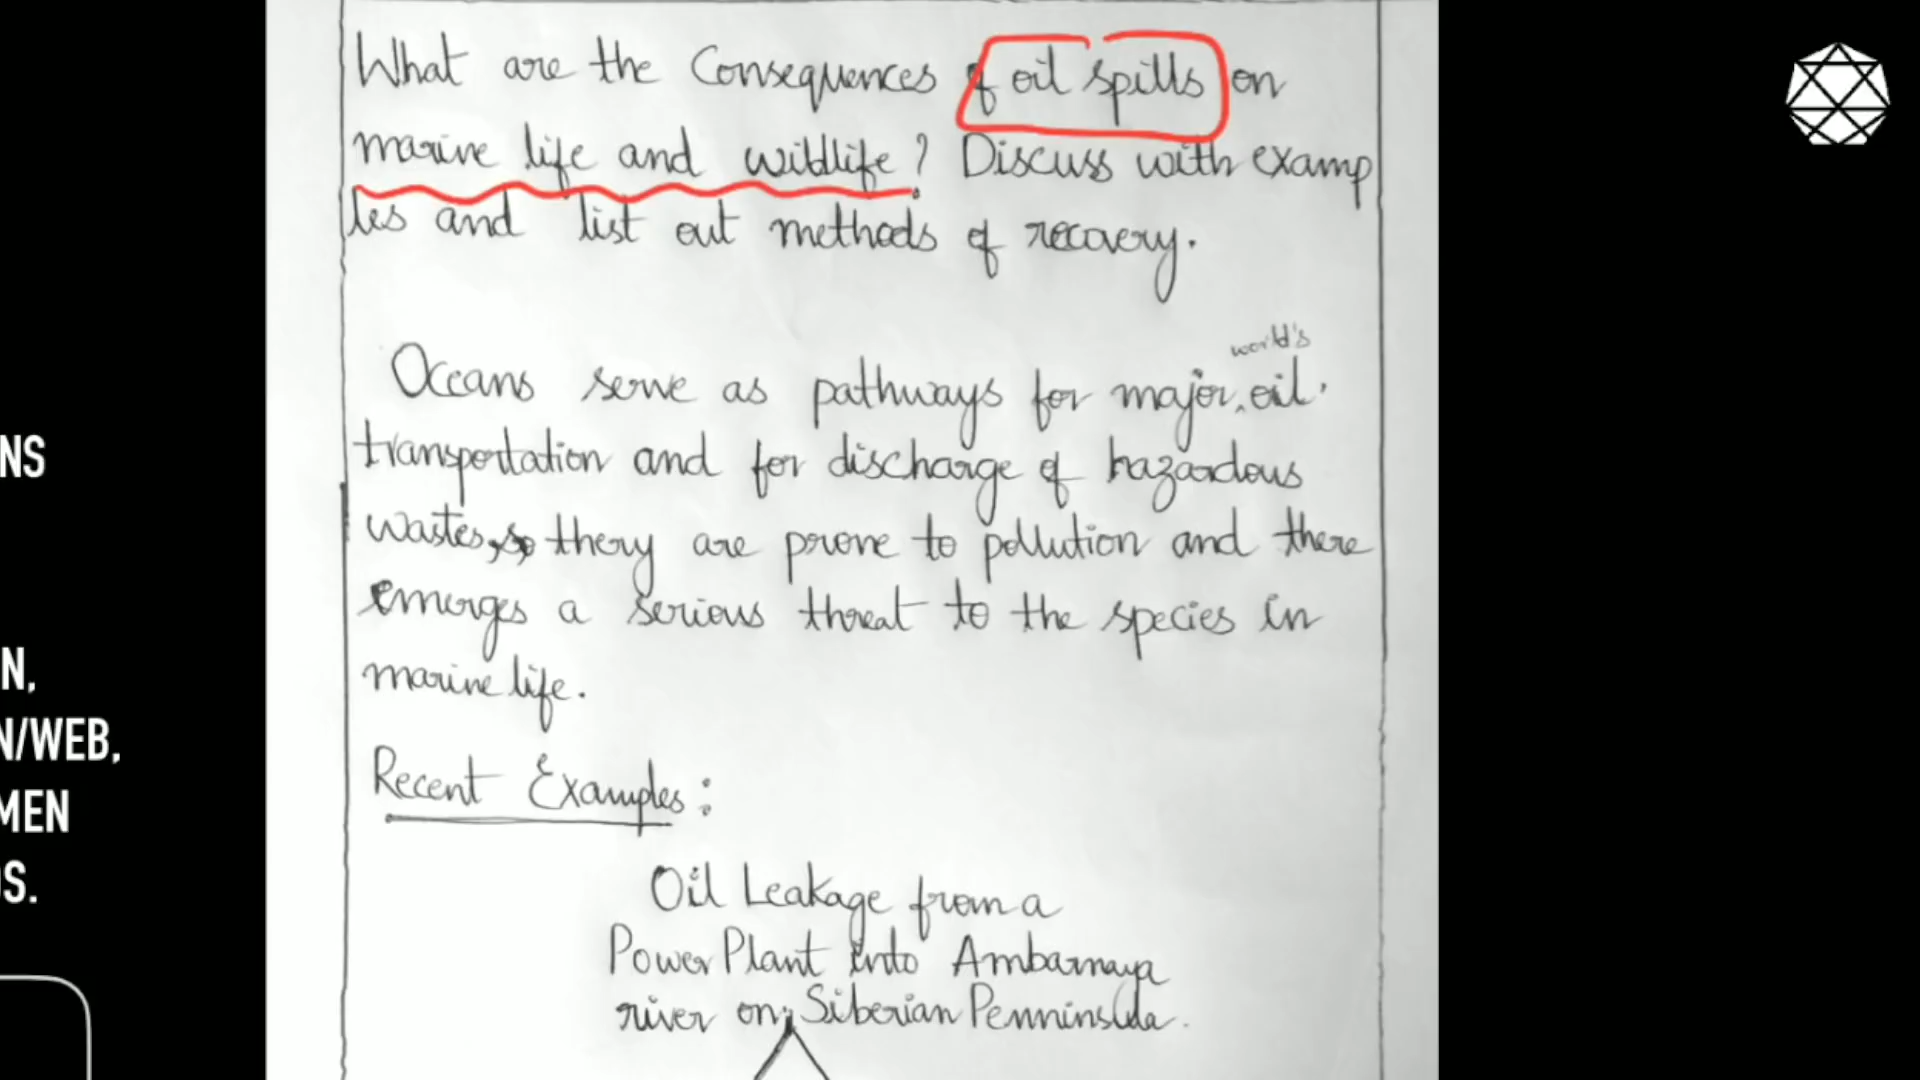 What are the Consequences of oil spills on
marine life and wildlife? Discuss with examp
les and list out methods of recovery.
world's
Oceans serve as pathways for major oil
transportation and for discharge of hazardous
wastes, so they are prone to pollution and there
emerges a serious threat to the species in
marine life.
Recent Examples:
Oil Leakage from a
Power Plant into Ambarnaya
river on Siberian Penninsula.
NS
N,
N/WEB,
MEN
S.